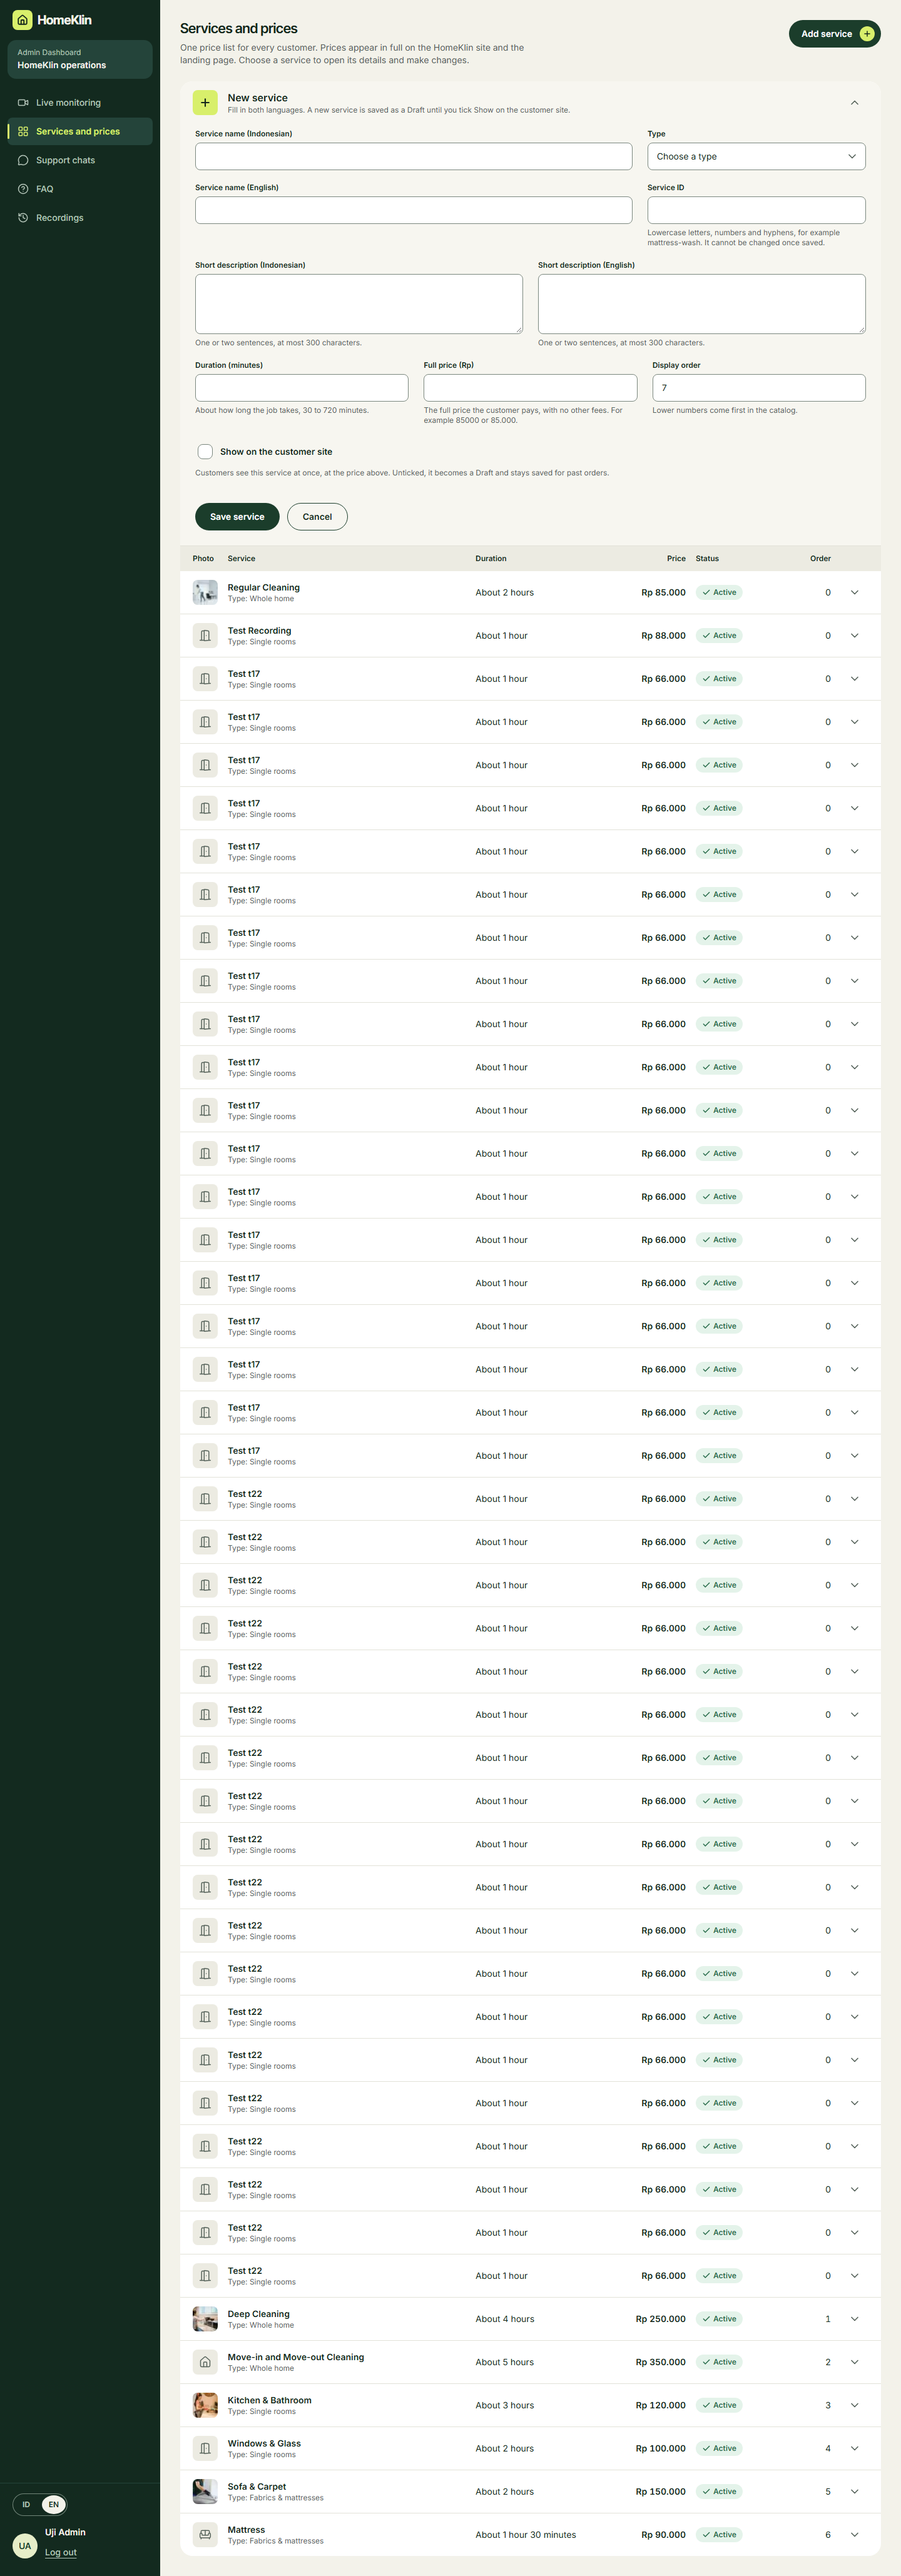 HomeKlin
Admin Dashboard
HomeKlin operations
Live monitoring
Services and prices
Support chats
FAQ
Recordings
ID EN
UA
Uji Admin
Log out
Services and prices
One price list for every customer. Prices appear in full on the HomeKlin site and the
landing page. Choose a service to open its details and make changes.
Add service
New service
Fill in both languages. A new service is saved as a Draft until you tick Show on the customer site.
Service name (Indonesian) Type
Choose a type
Service name (English) Service ID
Lowercase letters, numbers and hyphens, for example
mattress-wash. It cannot be changed once saved.
Short description (Indonesian) Short description (English)
One or two sentences, at most 300 characters. One or two sentences, at most 300 characters.
Duration (minutes) Full price (Rp) Display order
7
About how long the job takes, 30 to 720 minutes. The full price the customer pays, with no other fees. For
example 85000 or 85.000.
Lower numbers come first in the catalog.
Show on the customer site
Customers see this service at once, at the price above. Unticked, it becomes a Draft and stays saved for past orders.
Save service Cancel
Photo Service Duration Price Status Order
Regular Cleaning
Type: Whole home
About 2 hours Rp 85.000 Active 0
Test Recording
Type: Single rooms
About 1 hour Rp 88.000 Active 0
Test t17
Type: Single rooms
About 1 hour Rp 66.000 Active 0
Test t17
Type: Single rooms
About 1 hour Rp 66.000 Active 0
Test t17
Type: Single rooms
About 1 hour Rp 66.000 Active 0
Test t17
Type: Single rooms
About 1 hour Rp 66.000 Active 0
Test t17
Type: Single rooms
About 1 hour Rp 66.000 Active 0
Test t17
Type: Single rooms
About 1 hour Rp 66.000 Active 0
Test t17
Type: Single rooms
About 1 hour Rp 66.000 Active 0
Test t17
Type: Single rooms
About 1 hour Rp 66.000 Active 0
Test t17
Type: Single rooms
About 1 hour Rp 66.000 Active 0
Test t17
Type: Single rooms
About 1 hour Rp 66.000 Active 0
Test t17
Type: Single rooms
About 1 hour Rp 66.000 Active 0
Test t17
Type: Single rooms
About 1 hour Rp 66.000 Active 0
Test t17
Type: Single rooms
About 1 hour Rp 66.000 Active 0
Test t17
Type: Single rooms
About 1 hour Rp 66.000 Active 0
Test t17
Type: Single rooms
About 1 hour Rp 66.000 Active 0
Test t17
Type: Single rooms
About 1 hour Rp 66.000 Active 0
Test t17
Type: Single rooms
About 1 hour Rp 66.000 Active 0
Test t17
Type: Single rooms
About 1 hour Rp 66.000 Active 0
Test t17
Type: Single rooms
About 1 hour Rp 66.000 Active 0
Test t22
Type: Single rooms
About 1 hour Rp 66.000 Active 0
Test t22
Type: Single rooms
About 1 hour Rp 66.000 Active 0
Test t22
Type: Single rooms
About 1 hour Rp 66.000 Active 0
Test t22
Type: Single rooms
About 1 hour Rp 66.000 Active 0
Test t22
Type: Single rooms
About 1 hour Rp 66.000 Active 0
Test t22
Type: Single rooms
About 1 hour Rp 66.000 Active 0
Test t22
Type: Single rooms
About 1 hour Rp 66.000 Active 0
Test t22
Type: Single rooms
About 1 hour Rp 66.000 Active 0
Test t22
Type: Single rooms
About 1 hour Rp 66.000 Active 0
Test t22
Type: Single rooms
About 1 hour Rp 66.000 Active 0
Test t22
Type: Single rooms
About 1 hour Rp 66.000 Active 0
Test t22
Type: Single rooms
About 1 hour Rp 66.000 Active 0
Test t22
Type: Single rooms
About 1 hour Rp 66.000 Active 0
Test t22
Type: Single rooms
About 1 hour Rp 66.000 Active 0
Test t22
Type: Single rooms
About 1 hour Rp 66.000 Active 0
Test t22
Type: Single rooms
About 1 hour Rp 66.000 Active 0
Test t22
Type: Single rooms
About 1 hour Rp 66.000 Active 0
Test t22
Type: Single rooms
About 1 hour Rp 66.000 Active 0
Test t22
Type: Single rooms
About 1 hour Rp 66.000 Active 0
Deep Cleaning
Type: Whole home
About 4 hours Rp 250.000 Active 1
Move-in and Move-out Cleaning
Type: Whole home
About 5 hours Rp 350.000 Active 2
Kitchen & Bathroom
Type: Single rooms
About 3 hours Rp 120.000 Active 3
Windows & Glass
Type: Single rooms
About 2 hours Rp 100.000 Active 4
Sofa & Carpet
Type: Fabrics & mattresses
About 2 hours Rp 150.000 Active 5
Mattress
Type: Fabrics & mattresses
About 1 hour 30 minutes Rp 90.000 Active 6